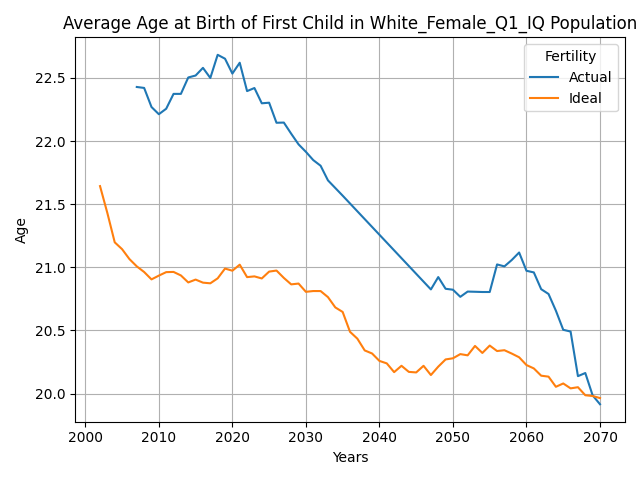 Average Age at Birth of First Child in White_Female_Q1_IQ Population
Fertility
Actual
Ideal
22.5
22.0
21.5
21.0
20.5
20.0
Age
2000 2010 2020 2030 2040 2050 2060 2070
Years